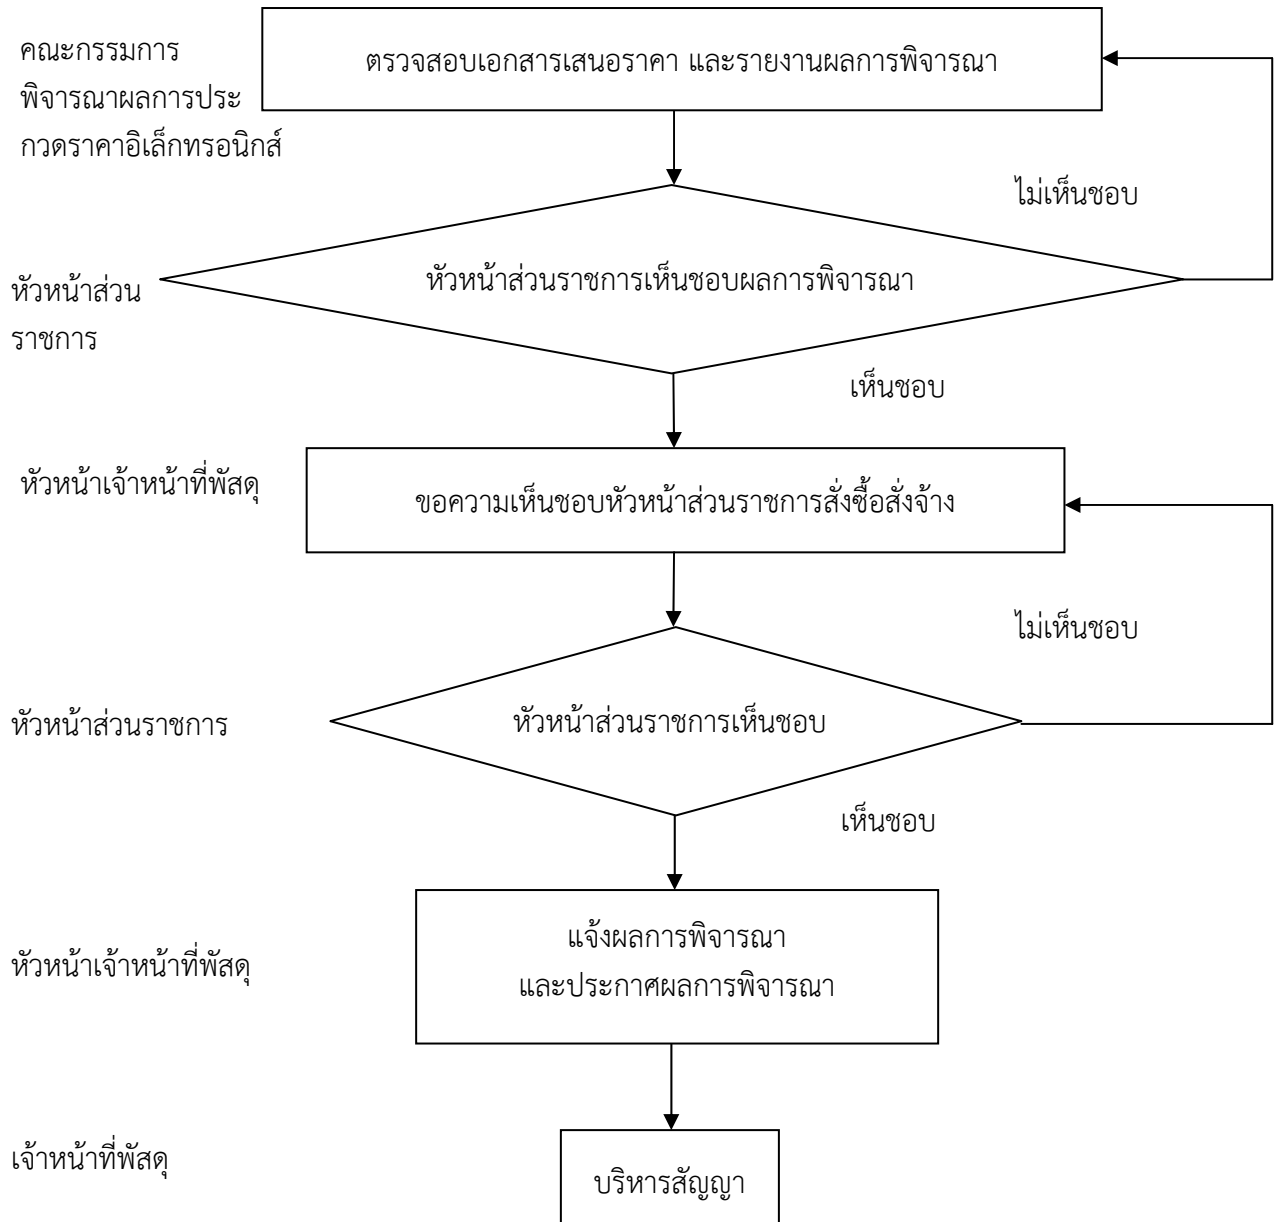 คณะกรรมการ
พิจารณาผลการประ
กวดราคาอิเล็กทรอนิกส์
ตรวจสอบเอกสารเสนอราคา และรายงานผลการพิจารณา
ไม่เห็นชอบ
หัวหน้าส่วน
ราชการ
หัวหน้าส่วนราชการเห็นชอบผลการพิจารณา
เห็นชอบ
หัวหน้าเจ้าหน้าที่พัสดุ
ขอความเห็นชอบหัวหน้าส่วนราชการสั่งซื้อสั่งจ้าง
ไม่เห็นชอบ
หัวหน้าส่วนราชการ
หัวหน้าส่วนราชการเห็นชอบ
เห็นชอบ
หัวหน้าเจ้าหน้าที่พัสดุ
แจ้งผลการพิจารณา
และประกาศผลการพิจารณา
เจ้าหน้าที่พัสดุ
บริหารสัญญา